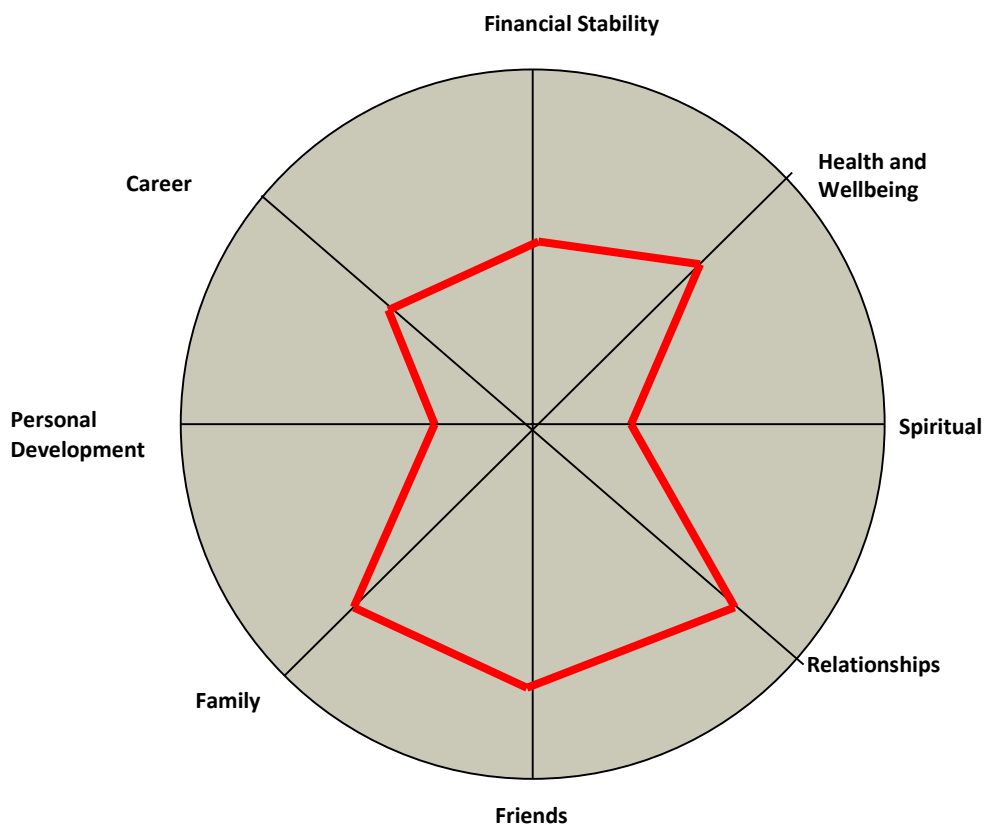 Financial Stability
Health and
Wellbeing
Career
Personal
Development
Spiritual
Relationships
Family
Friends